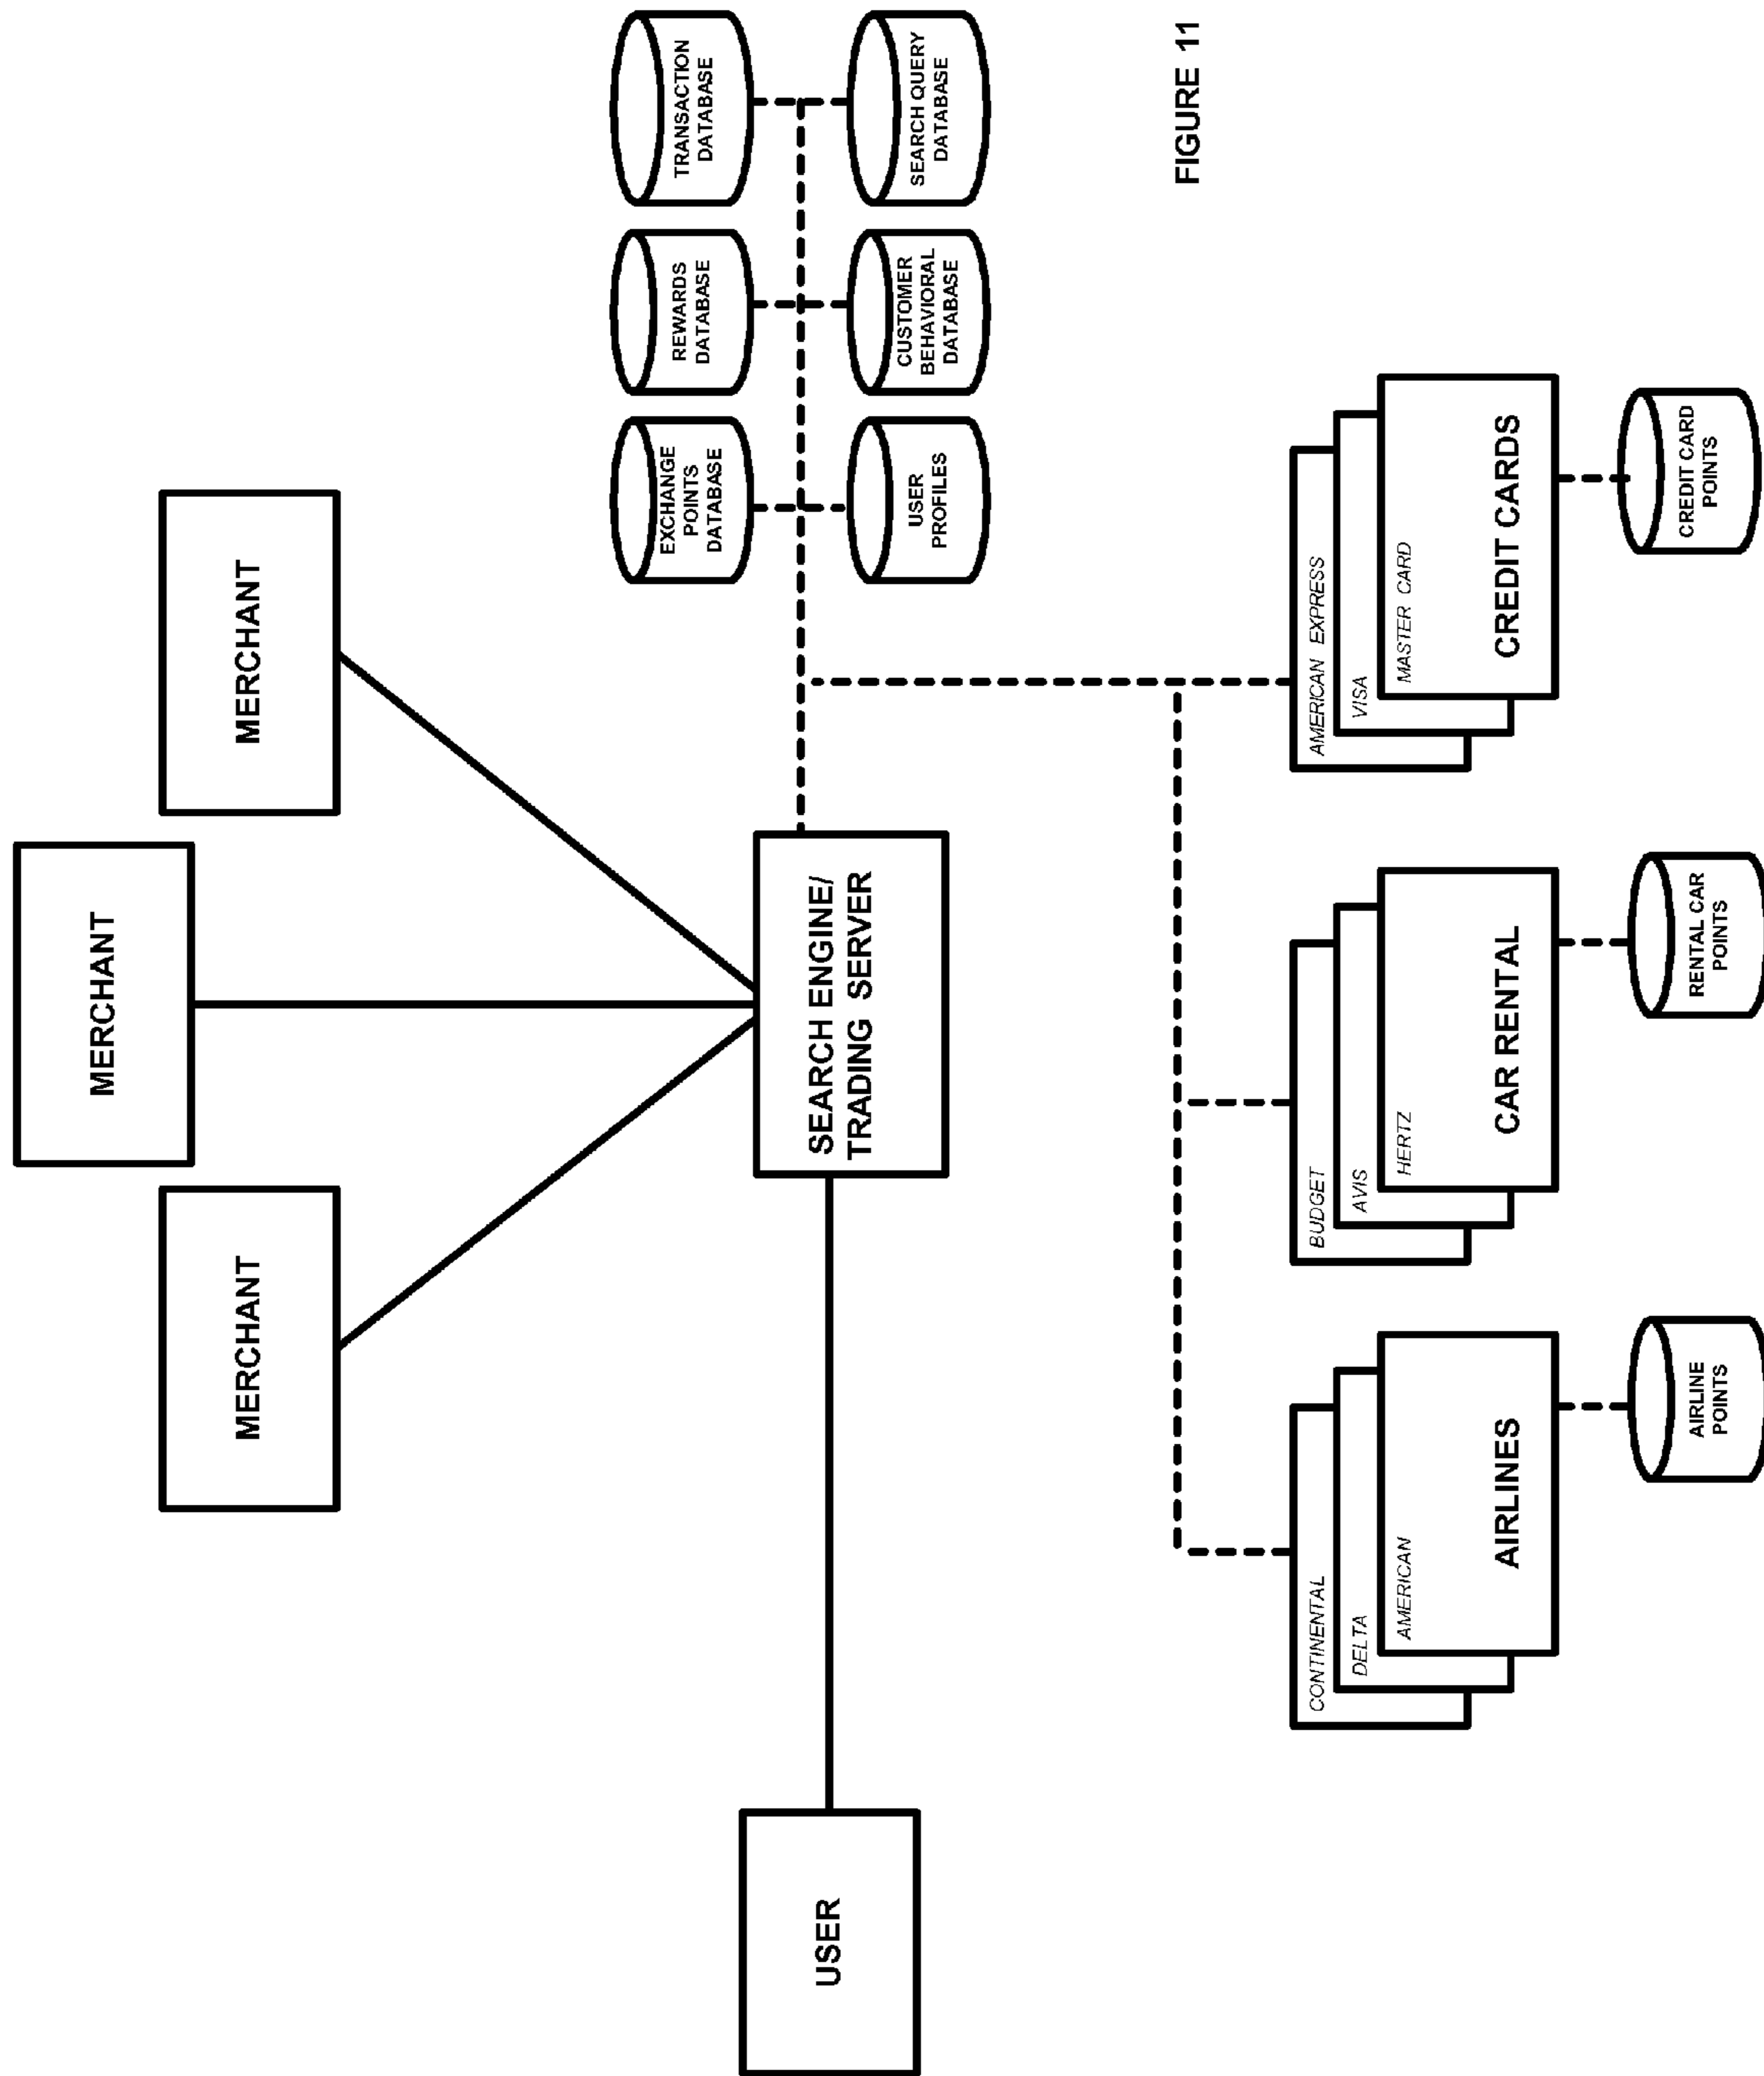 MERCHANT
MERCHANT
MERCHANT
USER
SEARCH ENGINE/
TRADING SERVER
EXCHANGE
POINTS
DATABASE
REWARDS
DATABASE
TRANSACTION
DATABASE
USER
PROFILES
CUSTOMER
BEHAVIORAL
DATABASE
SEARCH QUERY
DATABASE
CONTINENTAL
DELTA
AMERICAN
AIRLINES
AIRLINE
POINTS
BUDGET
AVIS
HERTZ
CAR RENTAL
RENTAL CAR
POINTS
AMERICAN EXPRESS
VISA
MASTER CARD
CREDIT CARDS
CREDIT CARD
POINTS
FIGURE 11